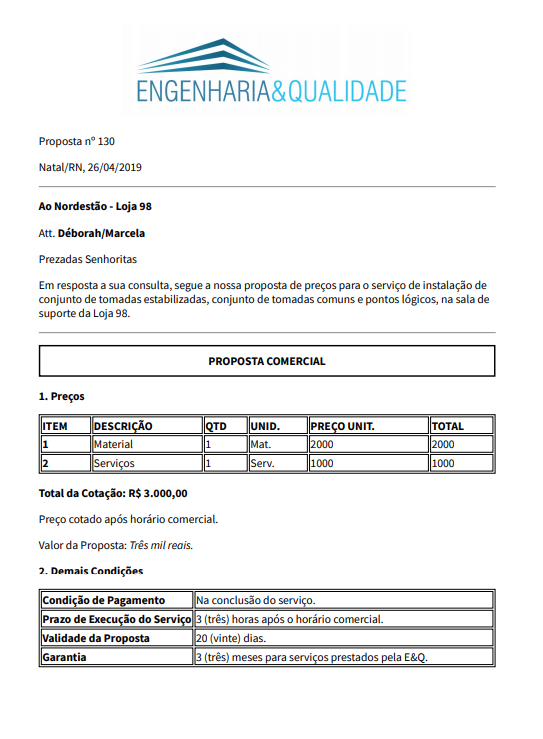 ENGENHARIA&QUALIDADE
Proposta nº 130
Natal/RN, 26/04/2019
Ao Nordestão - Loja 98
Att. Déborah/Marcela
Prezadas Senhoritas
Em resposta a sua consulta, segue a nossa proposta de preços para o serviço de instalação de
conjunto de tomadas estabilizadas, conjunto de tomadas comuns e pontos lógicos, na sala de
suporte da Loja 98.
PROPOSTA COMERCIAL
1. Preços
ITEM DESCRIÇÃO QTD UNID. PREÇO UNIT. TOTAL
1 Material 1 Mat. 2000 2000
2 Serviços 1 Serv. 1000 1000
Total da Cotação: R$ 3.000,00
Preço cotado após horário comercial.
Valor da Proposta: Três mil reais.
2. Demais Condições
Condição de Pagamento Na conclusão do serviço.
Prazo de Execução do Serviço 3 (três) horas após o horário comercial.
Validade da Proposta 20 (vinte) dias.
Garantia 3 (três) meses para serviços prestados pela E&Q.